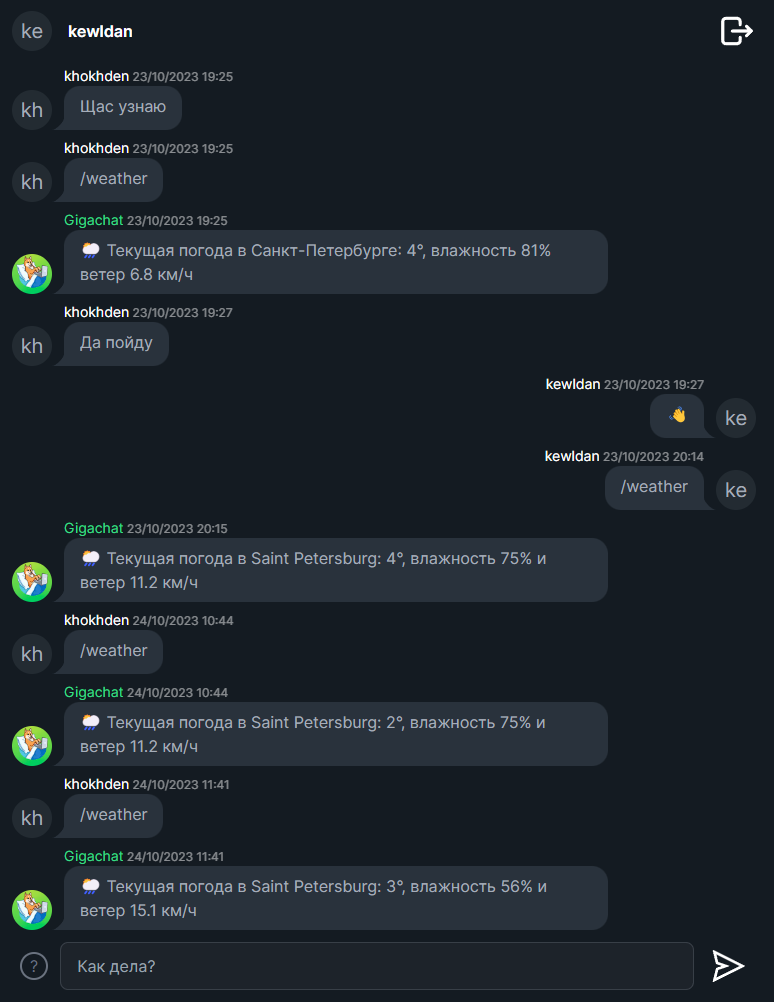 ke kewldan
khokhden 23/10/2023 19:25
kh Щас узнаю
khokhden 23/10/2023 19:25
kh /weather
Gigachat 23/10/2023 19:25
Текущая погода в Санкт-Петербурге: 4°, влажность 81%
ветер 6.8 км/ч
khokhden 23/10/2023 19:27
kh Да пойду
kewldan 23/10/2023 19:27
👋 ke
kewldan 23/10/2023 20:14
/weather ke
Gigachat 23/10/2023 20:15
🌧 Текущая погода в Saint Petersburg: 4°, влажность 75% и
ветер 11.2 км/ч
khokhden 24/10/2023 10:44
kh /weather
Gigachat 24/10/2023 10:44
Текущая погода в Saint Petersburg: 2°, влажность 75% и
ветер 11.2 км/ч
khokhden 24/10/2023 11:41
kh /weather
Gigachat 24/10/2023 11:41
Текущая погода в Saint Petersburg: 3°, влажность 56% и
ветер 15.1 км/ч
? Как дела?